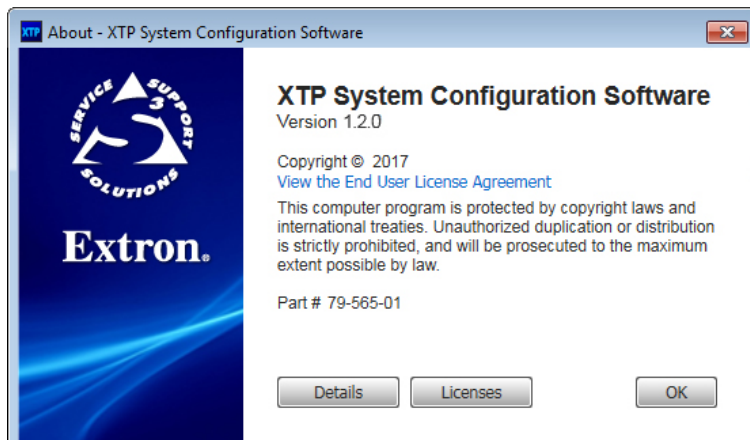 XTP About - XTP System Configuration Software
SERVICE SUPPORT SOLUTIONS
3
Extron®
XTP System Configuration Software
Version 1.2.0
Copyright © 2017
View the End User License Agreement
This computer program is protected by copyright laws and
international treaties. Unauthorized duplication or distribution
is strictly prohibited, and will be prosecuted to the maximum
extent possible by law.
Part # 79-565-01
Details Licenses OK